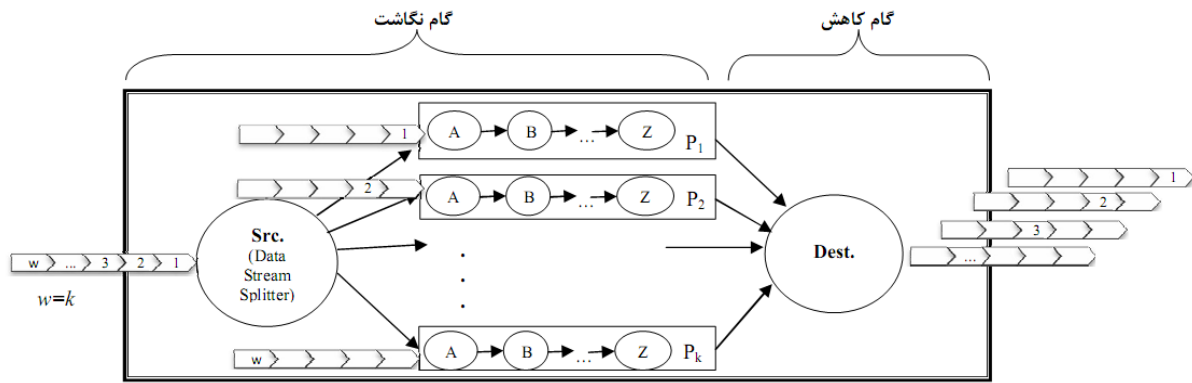 گام نگاشت
گام کاهش
1
A
B
...
Z
P1
2
A
B
...
Z
P2
1
2
3
...
Src.
(Data
Stream
Splitter)
.
.
.
Dest.
w ... 3 2 1
w=k
w
A
B
...
Z
Pk